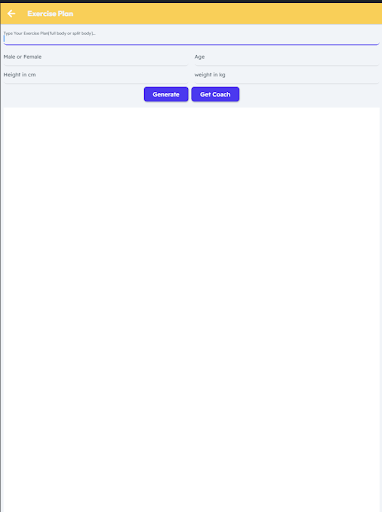 Exercise Plan
Type Your Exercise Plan(full body or split body)...
Male or Female Age
Height in cm weight in kg
Generate Get Coach